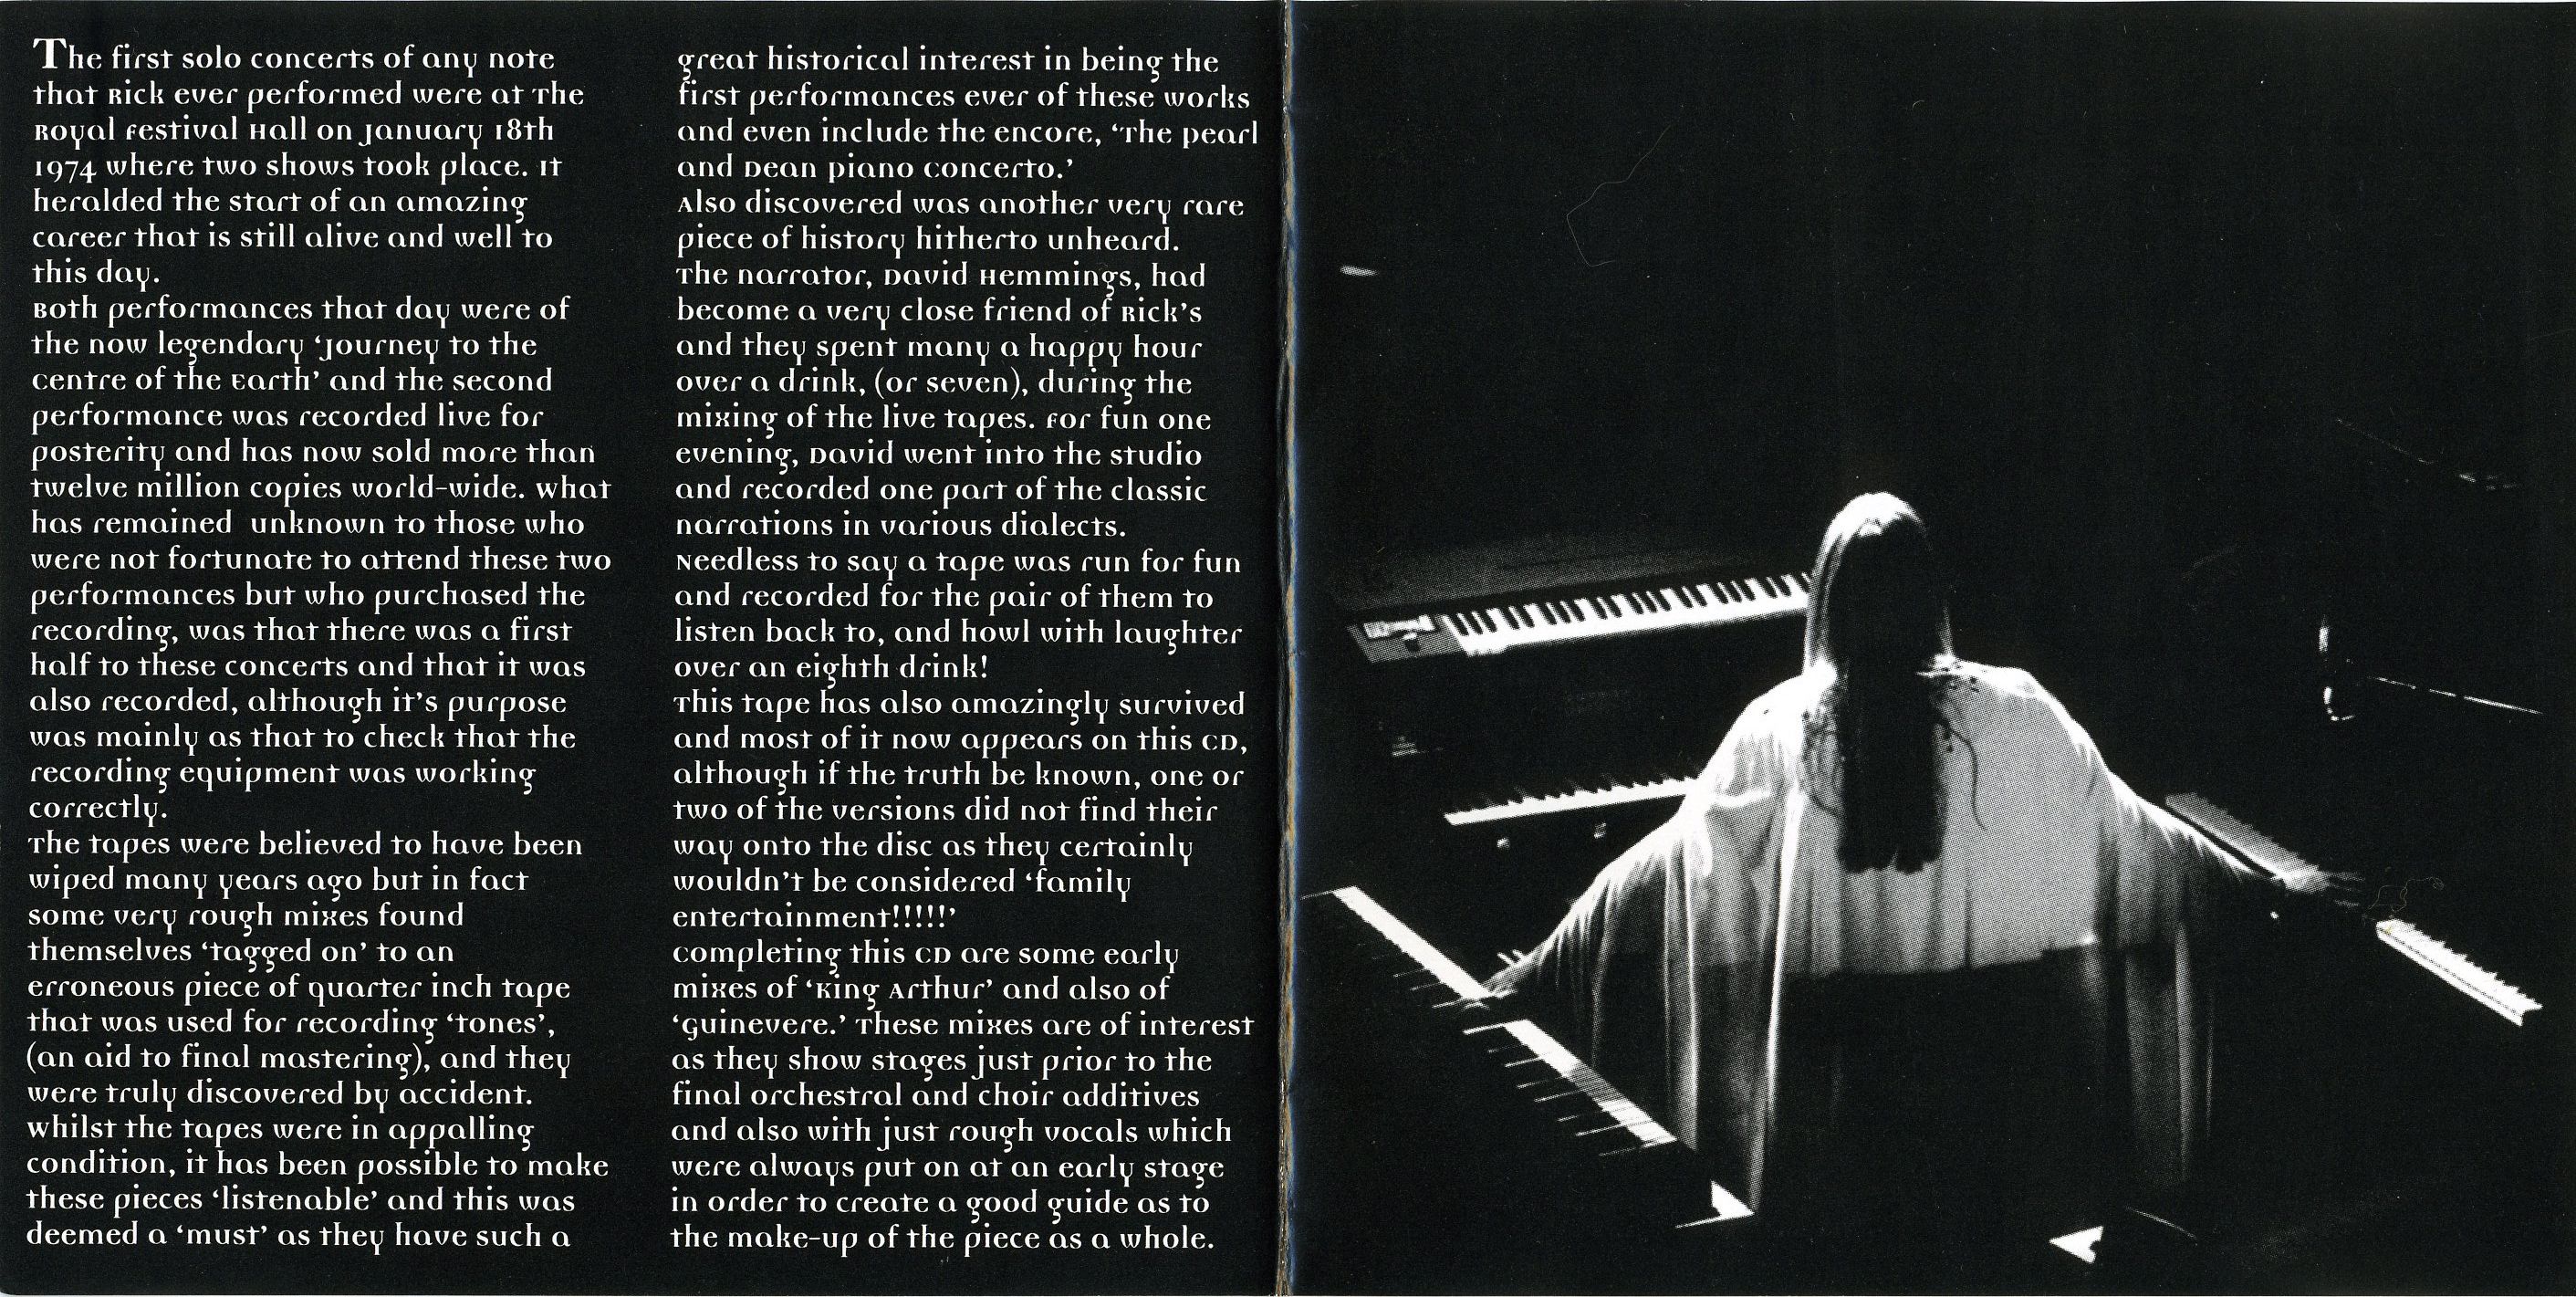 The first solo concerts of any note
that Rick ever performed were at The
Royal Festival Hall on January 18th
1974 where two shows took place. It
heralded the start of an amazing
career that is still alive and well to
this day.
Both performances that day were of
the now legendary ‘Journey to the
centre of the Earth’ and the second
performance was recorded live for
posterity and has now sold more than
twelve million copies world-wide. What
has remained unknown to those who
were not fortunate to attend these two
performances but who purchased the
recording, was that there was a first
half to these concerts and that it was
also recorded, although it’s purpose
was mainly as that to check that the
recording equipment was working
correctly.
The tapes were believed to have been
wiped many years ago but in fact
some very rough mixes found
themselves ‘tagged on’ to an
erroneous piece of quarter inch tape
that was used for recording ‘tones’,
(an aid to final mastering), and they
were truly discovered by accident.
Whilst the tapes were in appalling
condition, it has been possible to make
these pieces ‘listenable’ and this was
deemed a ‘must’ as they have such a
great historical interest in being the
first performances ever of these works
and even include the encore, ‘The pearl
and Dean piano concerto.’
Also discovered was another very rare
piece of history hitherto unheard.
The narrator, David Hemmings, had
become a very close friend of Rick’s
and they spent many a happy hour
over a drink, (or seven), during the
mixing of the live tapes. For fun one
evening, David went into the studio
and recorded one part of the classic
narrations in various dialects.
Needless to say a tape was run for fun
and recorded for the pair of them to
listen back to, and howl with laughter
over an eighth drink!
This tape has also amazingly survived
and most of it now appears on this CD,
although if the truth be known, one or
two of the versions did not find their
way onto the disc as they certainly
wouldn’t be considered ‘family
entertainment!!!!!’
Completing this CD are some early
mixes of ‘King Arthur’ and also of
‘Guinevere.’ These mixes are of interest
as they show stages just prior to the
final orchestral and choir additives
and also with just rough vocals which
were always put on at an early stage
in order to create a good guide as to
the make-up of the piece as a whole.